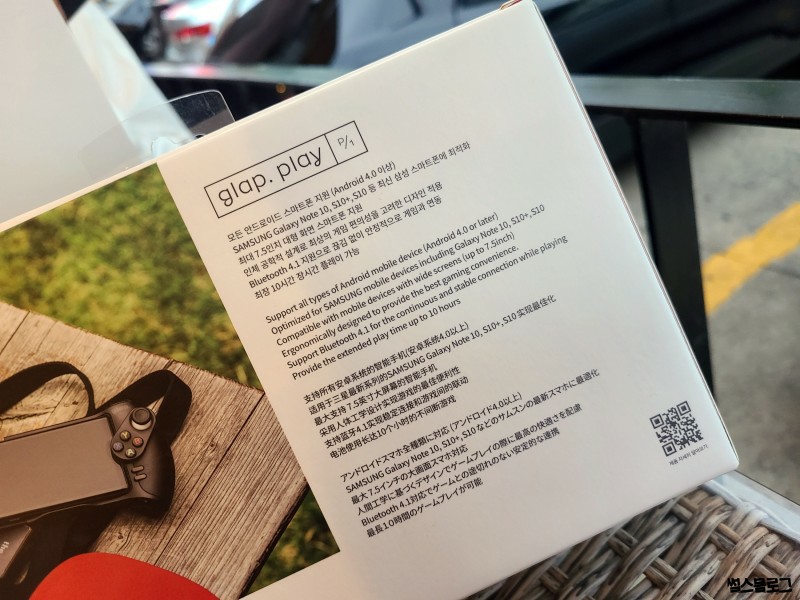 glap. play P/1
모든 안드로이드 스마트폰 지원 (Android 4.0 이상)
SAMSUNG Galaxy Note 10, S10+, S10 등 최신 삼성 스마트폰에 최적화
최대 7.5인치 대형 화면 스마트폰 지원
인체 공학적 설계로 최상의 게임 편의성을 고려한 디자인 적용
Bluetooth 4.1 지원으로 끊김 없이 안정적으로 게임과 연동
최장 10시간 장시간 플레이 가능
Support all types of Android mobile device (Android 4.0 or later)
Optimized for SAMSUNG mobile devices including Galaxy Note 10, S10+, S10
Compatible with mobile devices with wide screens (up to 7.5inch)
Ergonomically designed to provide the best gaming convenience.
Support Bluetooth 4.1 for the continuous and stable connection while playing
Provide the extended play time up to 10 hours
支持所有安卓系统的智能手机(安卓系统4.0以上)
适用于三星最新系列的SAMSUNG Galaxy Note 10, S10+, S10 实现最佳化
最大支持 7.5英寸大屏幕的智能手机
采用人体工学设计实现游戏的最佳便利性
支持蓝牙4.1实现稳定连接和游戏间的联动
电池使用长达10个小时的不间断游戏
アンドロイドスマホ全種類に対応 (アンドロイド4.0以上)
SAMSUNG Galaxy Note 10, S10+, S10 などのサムスンの最新スマホに最適化
最大 7.5インチの大画面スマホ対応
人間工学に基づくデザインでゲームプレイの際に最高の快適さを配慮
Bluetooth 4.1対応でゲームとの途切れのない安定的な連携
最長10時間のゲームプレイが可能
제품 자세히 알아보기
썸스블로그